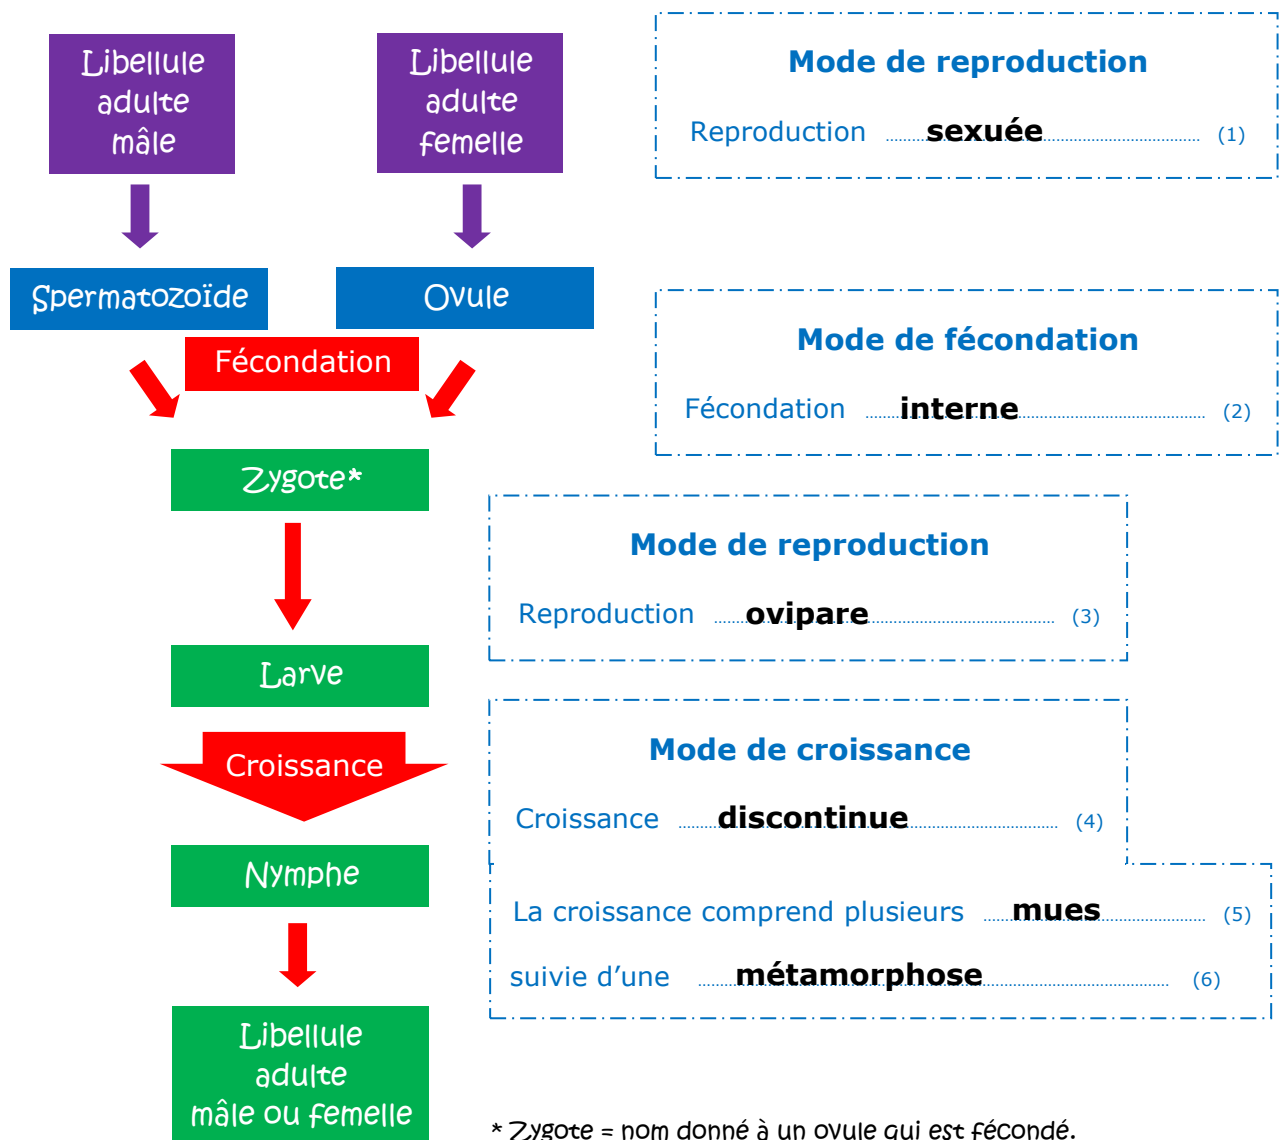 Libellule
adulte
mâle
Libellule
adulte
femelle
Mode de reproduction
Reproduction sexuée (1)
Spermatozoïde
Ovule
Fécondation
Mode de fécondation
Fécondation interne (2)
Zygote*
Mode de reproduction
Reproduction ovipare (3)
Larve
Croissance
Mode de croissance
Croissance discontinue (4)
Nymphe
La croissance comprend plusieurs mues (5)
suivie d’une métamorphose (6)
Libellule
adulte
mâle ou femelle
* Zygote = nom donné à un ovule qui est fécondé.